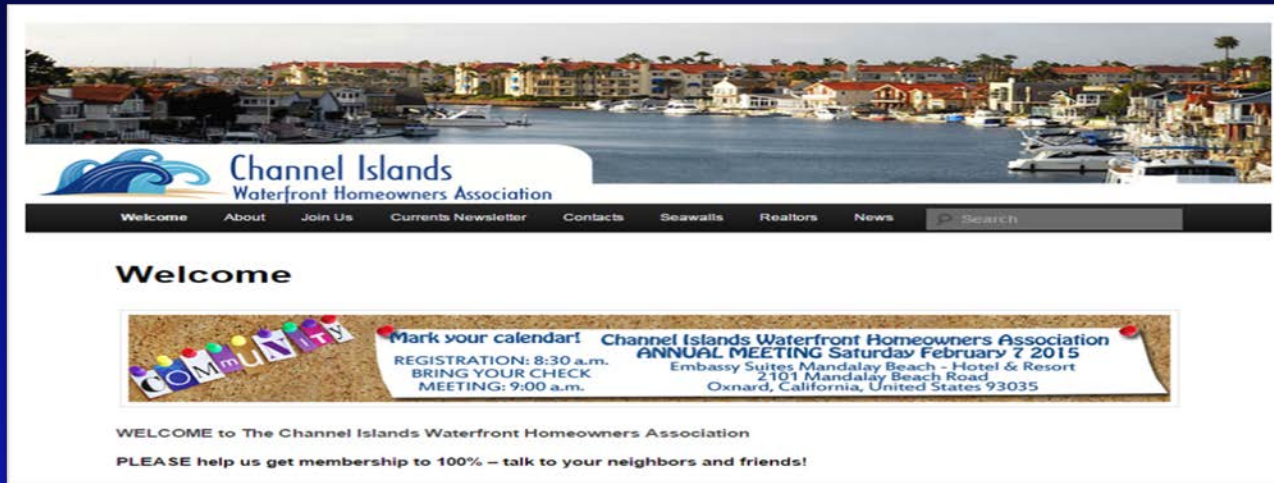 Channel Islands
Waterfront Homeowners Association
Welcome About Join Us Currents Newsletter Contacts Seawalls Realtors News Search
Welcome
COMMUNITY
Mark your calendar!
REGISTRATION: 8:30 a.m.
BRING YOUR CHECK
MEETING: 9:00 a.m.
Channel Islands Waterfront Homeowners Association
ANNUAL MEETING Saturday February 7 2015
Embassy Suites Mandalay Beach - Hotel & Resort
2101 Mandalay Beach Road
Oxnard, California, United States 93035
WELCOME to The Channel Islands Waterfront Homeowners Association
PLEASE help us get membership to 100% – talk to your neighbors and friends!